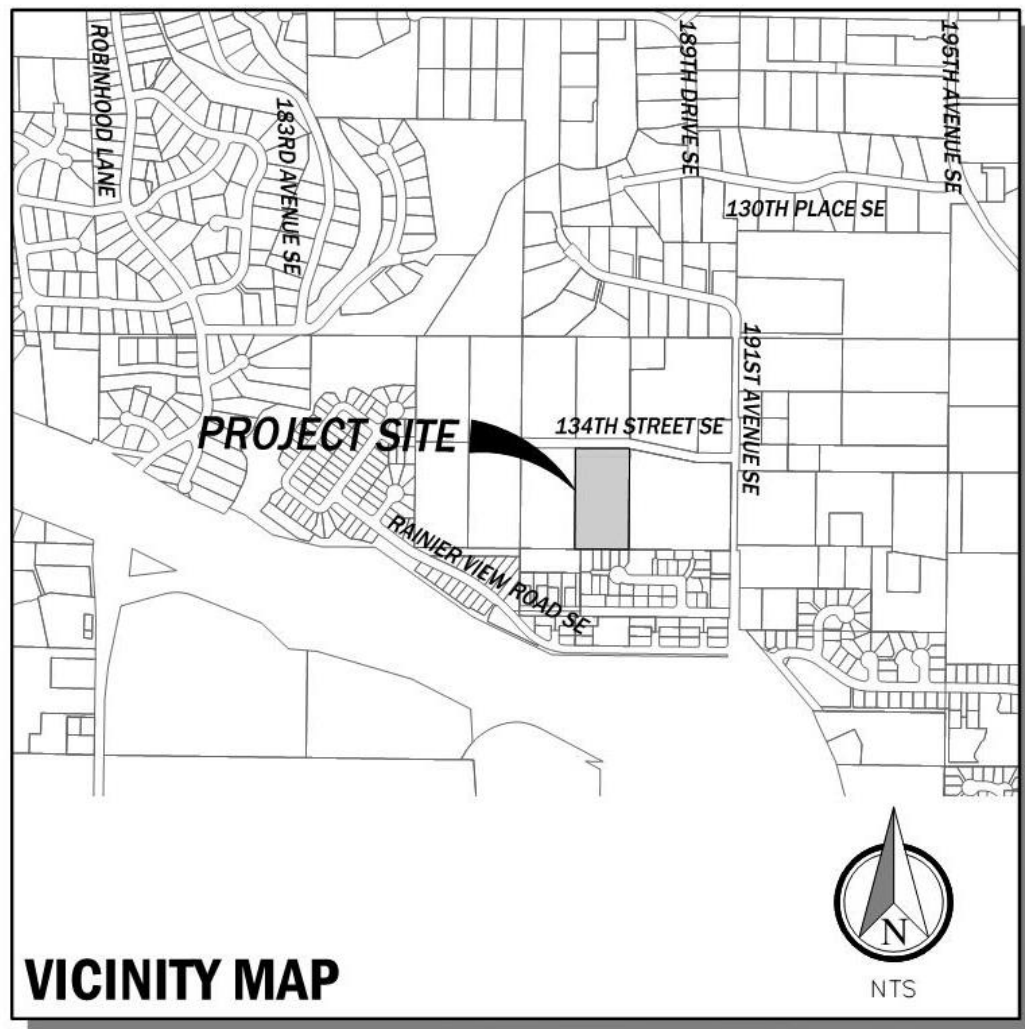 ROBINHOOD LANE
183RD AVENUE SE
189TH DRIVE SE
195TH AVENUE SE
130TH PLACE SE
191ST AVENUE SE
134TH STREET SE
PROJECT SITE
RAINIER VIEW ROAD SE
N
NTS
VICINITY MAP